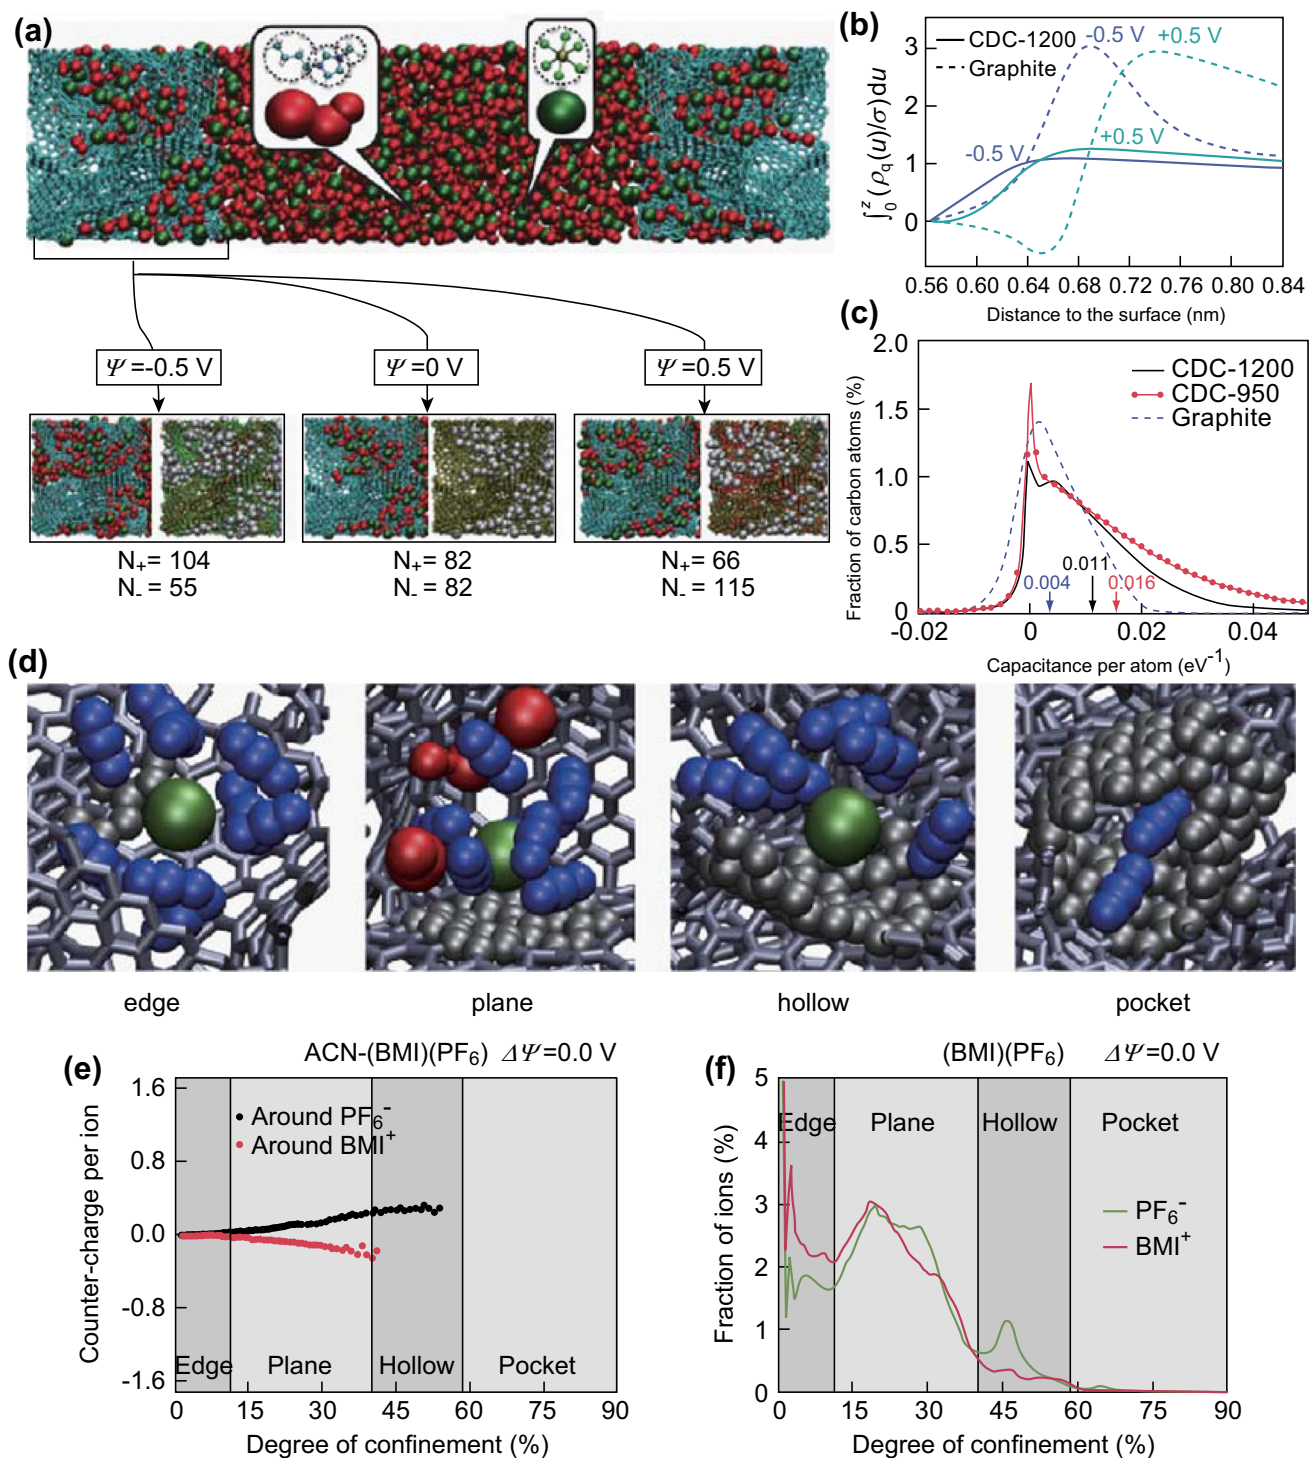 (a)
Ψ=-0.5 V
Ψ=0 V
Ψ=0.5 V
N+= 104
N-= 55
N+= 82
N-= 82
N+= 66
N-= 115
(b)
CDC-1200
Graphite
-0.5 V
+0.5 V
-0.5 V
+0.5 V
3
2
1
0
∫₀ᶻ (ρq(u)/σ)du
0.56 0.60 0.64 0.68 0.72 0.76 0.80 0.84
Distance to the surface (nm)
(c)
2.0
1.5
1.0
0.5
0
Fraction of carbon atoms (%)
CDC-1200
CDC-950
Graphite
0.004
0.011
0.016
-0.02 0 0.02 0.04
Capacitance per atom (eV⁻¹)
(d)
edge
plane
hollow
pocket
(e)
ACN-(BMI)(PF₆) ΔΨ=0.0 V
1.6
0.8
0.0
-0.8
-1.6
Counter-charge per ion
Around PF₆⁻
Around BMI⁺
Edge
Plane
Hollow
Pocket
0 15 30 45 60 75 90
Degree of confinement (%)
(f)
(BMI)(PF₆) ΔΨ=0.0 V
5
4
3
2
1
0
Fraction of ions (%)
Edge
Plane
Hollow
Pocket
PF₆⁻
BMI⁺
0 15 30 45 60 75 90
Degree of confinement (%)